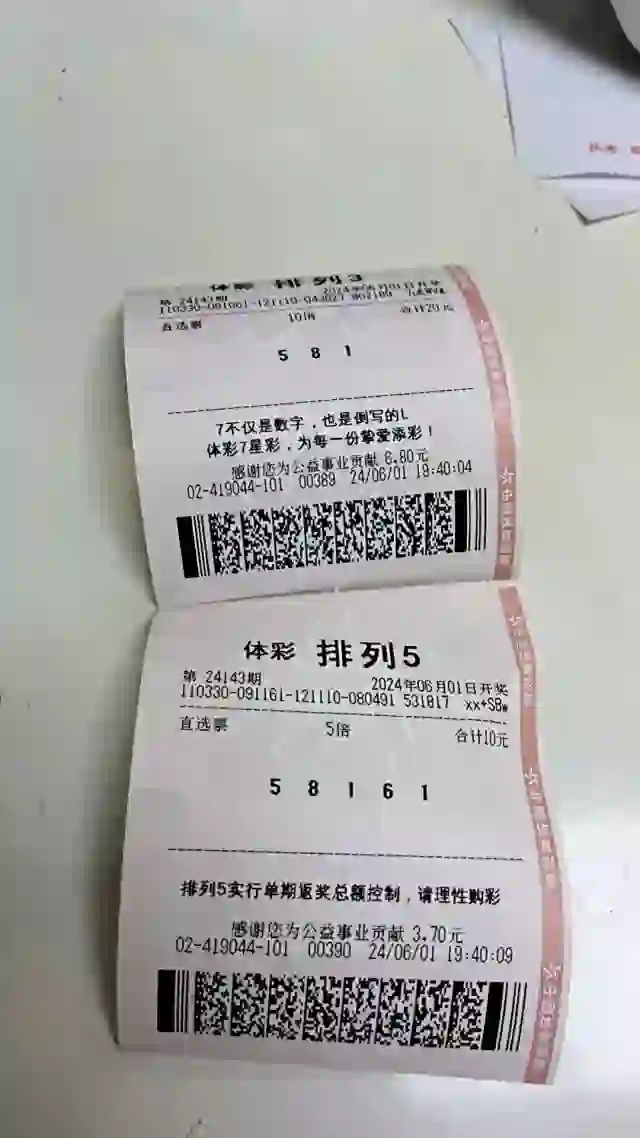 体彩 排列3
第 24143期 2024年06月01日开奖
直选票 10倍 合计20元
5 8 1
7不仅是数字，也是倒写的L
体彩7星彩，为每一份挚爱添彩！
感谢您为公益事业贡献 6.80元
02-419044-101 00389 24/06/01 19:40:04
体彩 排列5
第 24143期 2024年06月01日开奖
110330-091161-121110-080491 531817 xx+SB
直选票 5倍 合计10元
5 8 1 6 1
排列5实行单期返奖总额控制，请理性购彩
感谢您为公益事业贡献 3.70元
02-419044-101 00390 24/06/01 19:40:09